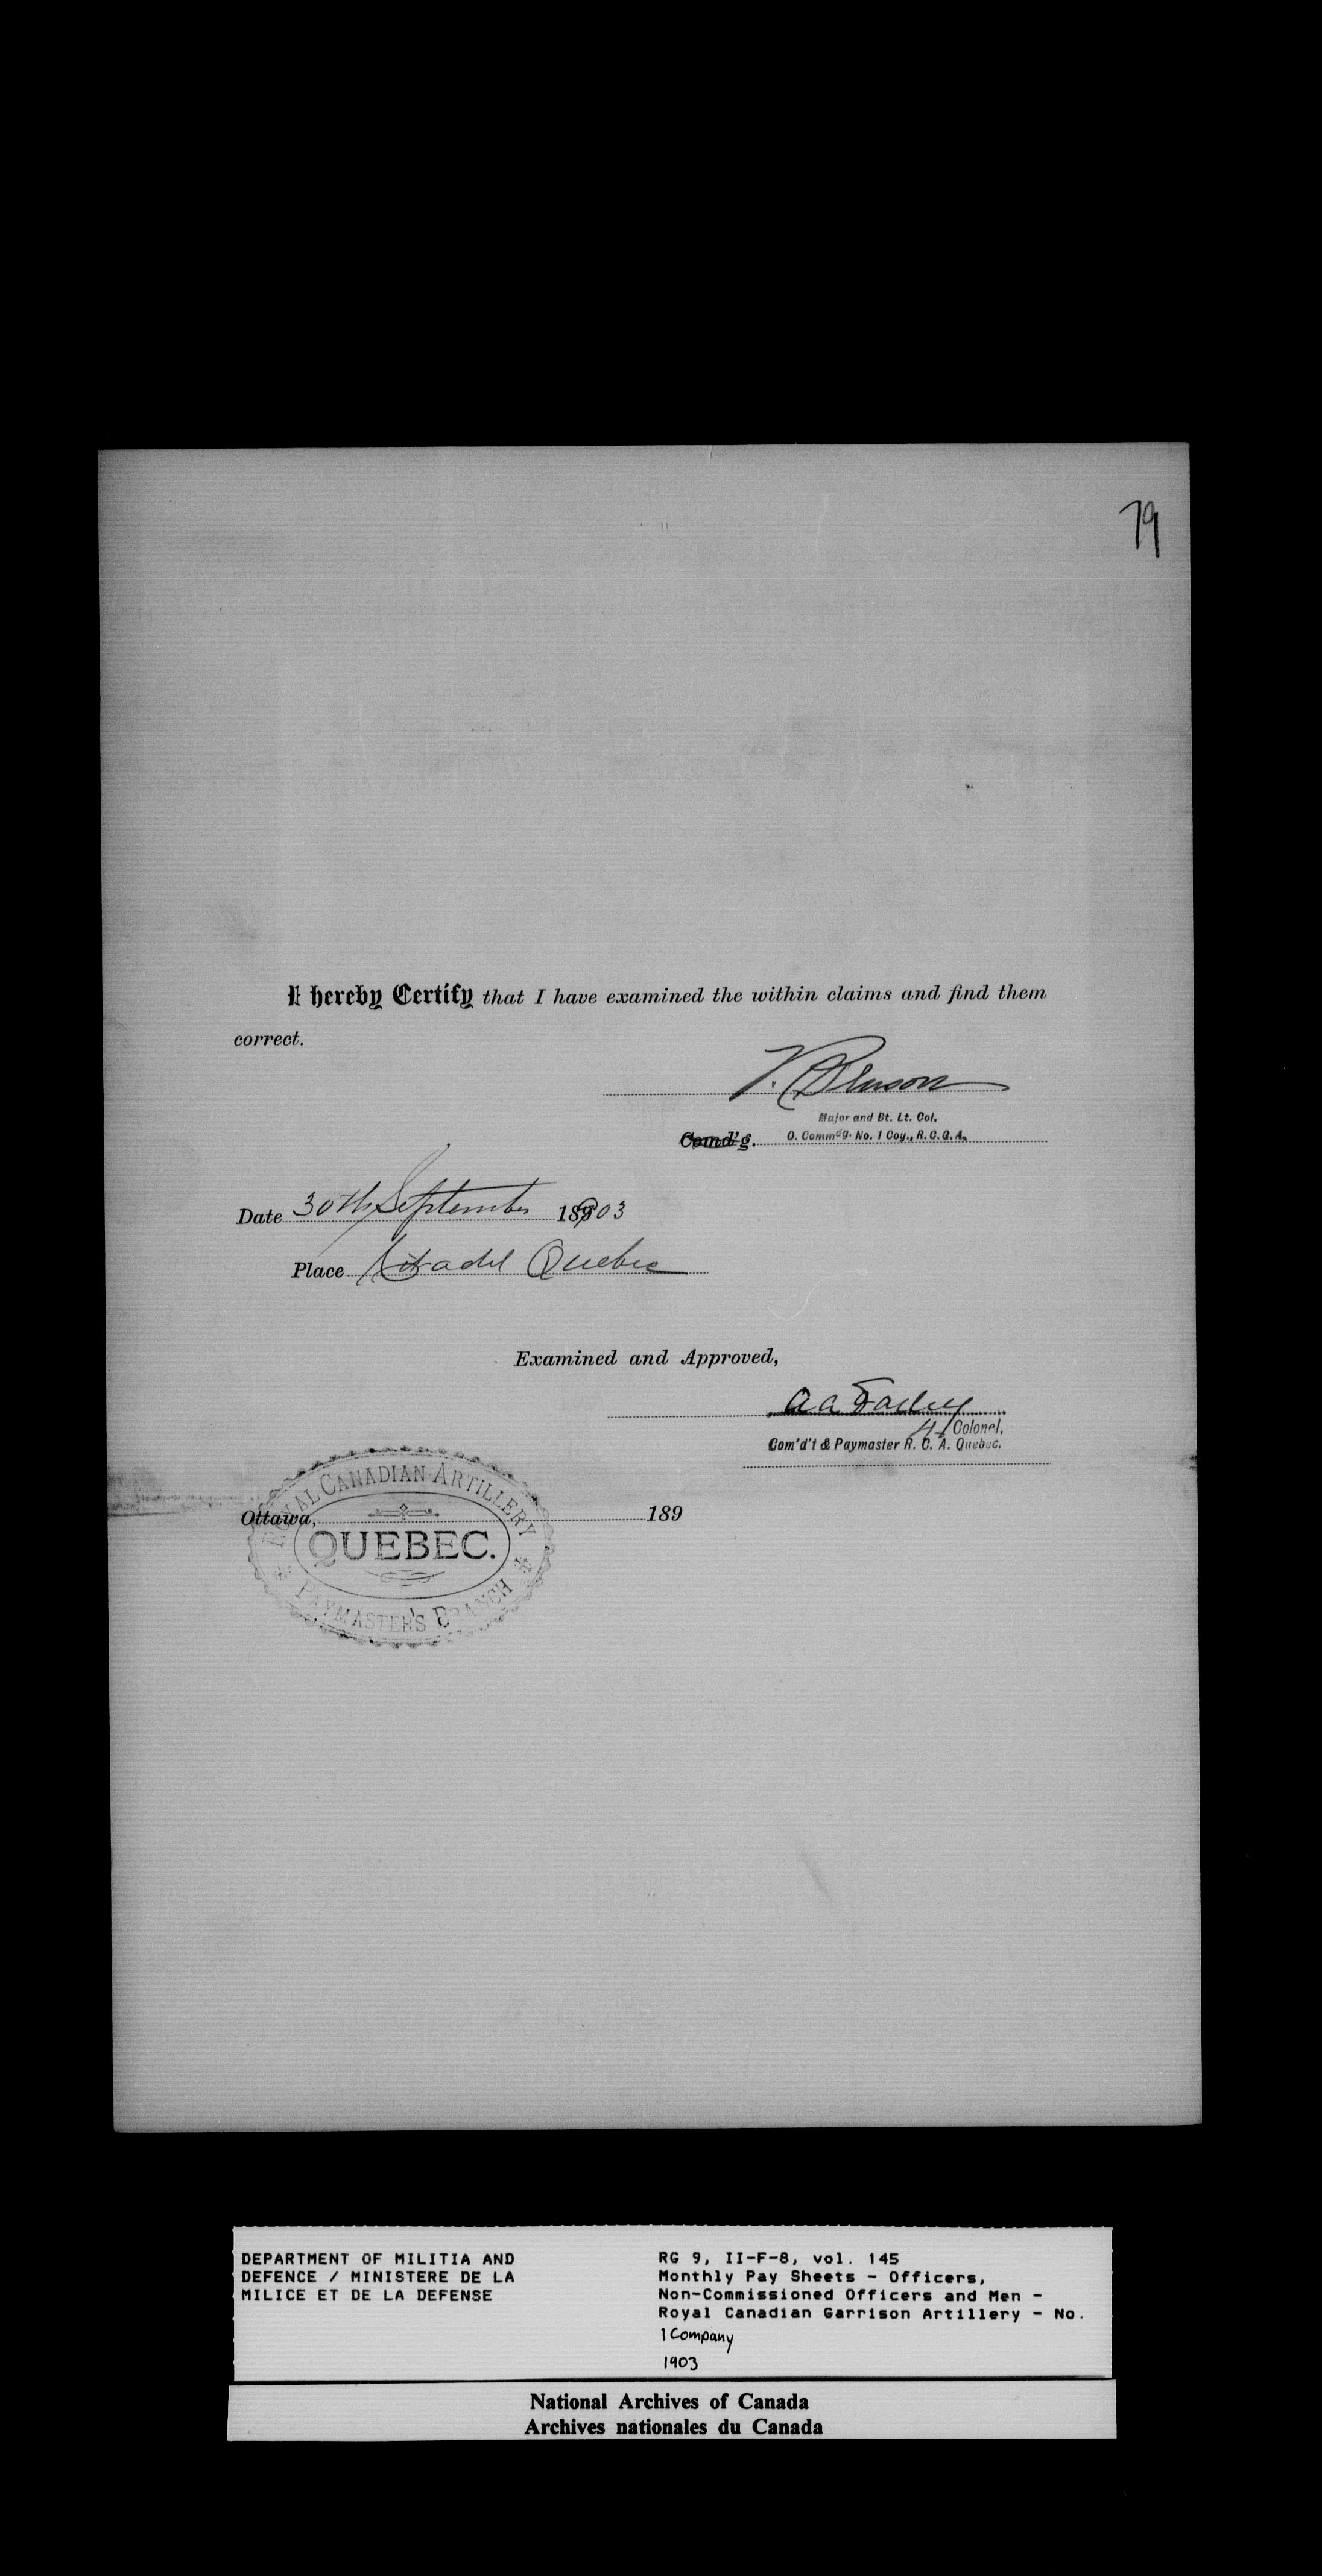 79
I hereby Certify that I have examined the within claims and find them
correct.
Benson
Major and Bt. Lt. Col.
Comd'g. O. Commd'g. No. 1 Coy., R. C. G. A.
Date 30th September 1903
Place Citadel Quebec
Examined and Approved,
Colonel.
Com'd't & Paymaster R. C. A. Quebec.
Ottawa, 189
ROYAL CANADIAN ARTILLERY
QUEBEC.
PAYMASTER'S BRANCH
DEPARTMENT OF MILITIA AND
DEFENCE / MINISTERE DE LA
MILICE ET DE LA DEFENSE
RG 9, II-F-8, vol. 145
Monthly Pay Sheets - Officers,
Non-Commissioned Officers and Men -
Royal Canadian Garrison Artillery - No.
1 Company
1903
National Archives of Canada
Archives nationales du Canada